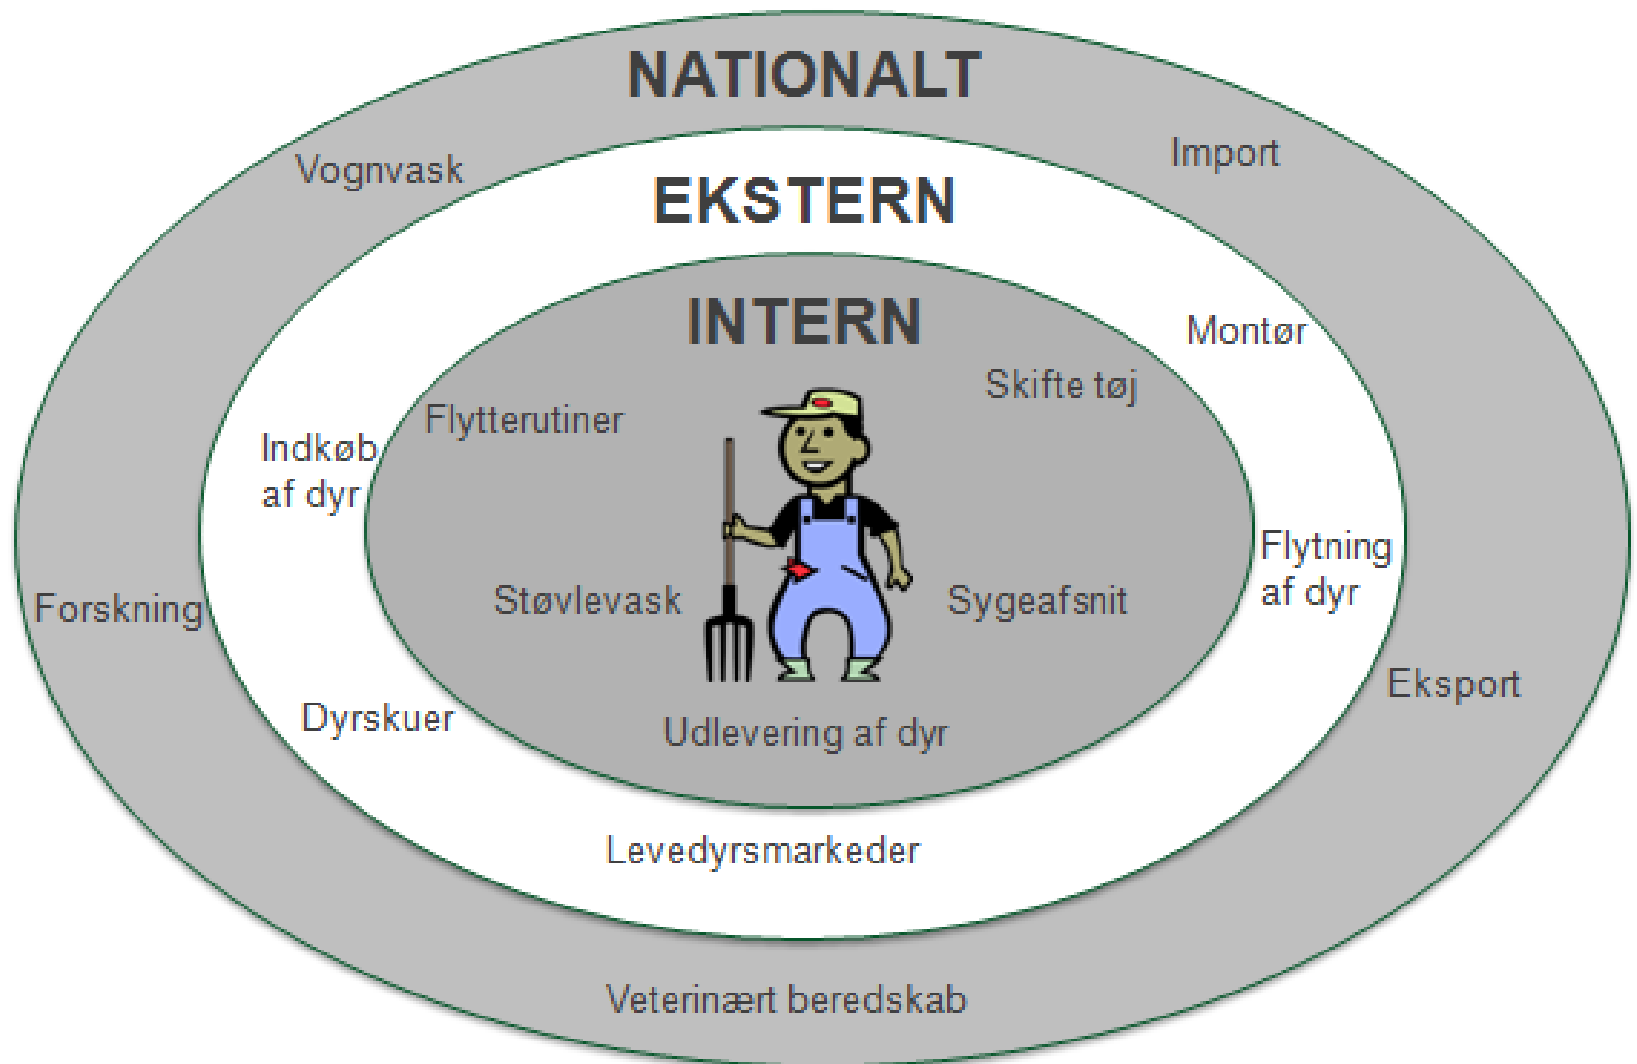 NATIONALT
Vognvask
Import
EKSTERN
INTERN
Montør
Skifte tøj
Flytterutiner
Indkøb
af dyr
Flytning
af dyr
Støvlevask
Sygeafsnit
Forskning
Eksport
Dyrskuer
Udlevering af dyr
Levedyrsmarkeder
Veterinært beredskab